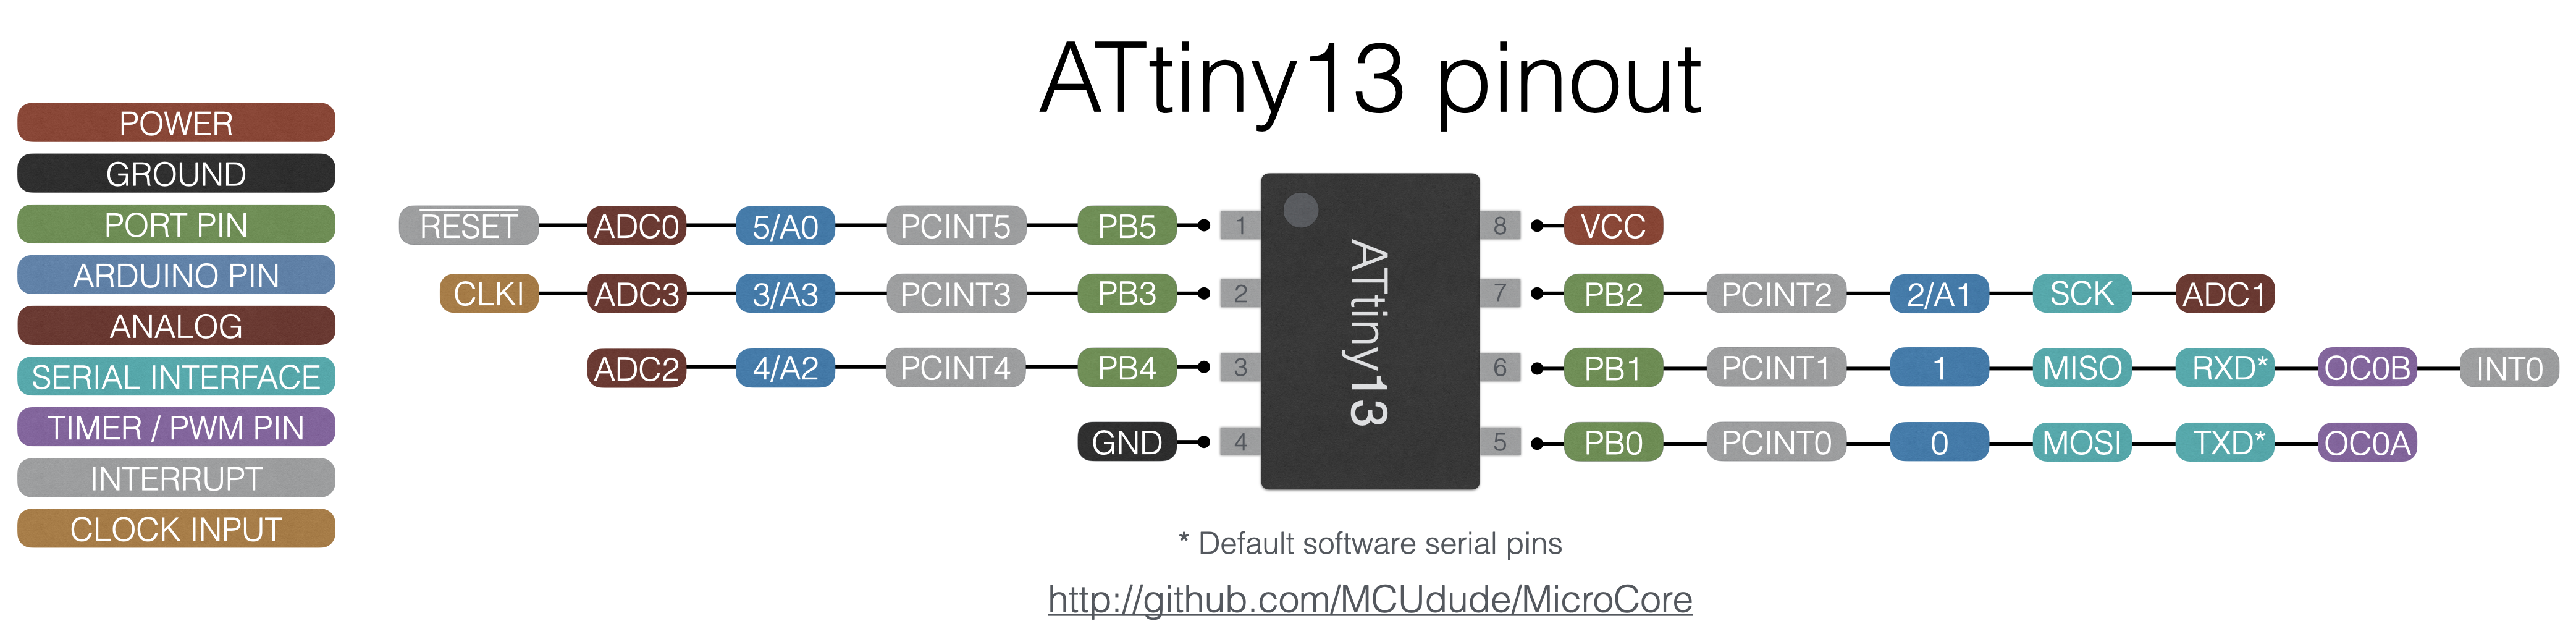 ATtiny13 pinout
POWER
GROUND
PORT PIN
ARDUINO PIN
ANALOG
SERIAL INTERFACE
TIMER / PWM PIN
INTERRUPT
CLOCK INPUT
RESET ADC0 5/A0 PCINT5 PB5 1
CLKI ADC3 3/A3 PCINT3 PB3 2
ADC2 4/A2 PCINT4 PB4 3
GND 4
ATtiny13
8 VCC
7 PB2 PCINT2 2/A1 SCK ADC1
6 PB1 PCINT1 1 MISO RXD* OC0B INT0
5 PB0 PCINT0 0 MOSI TXD* OC0A
* Default software serial pins
http://github.com/MCUdude/MicroCore